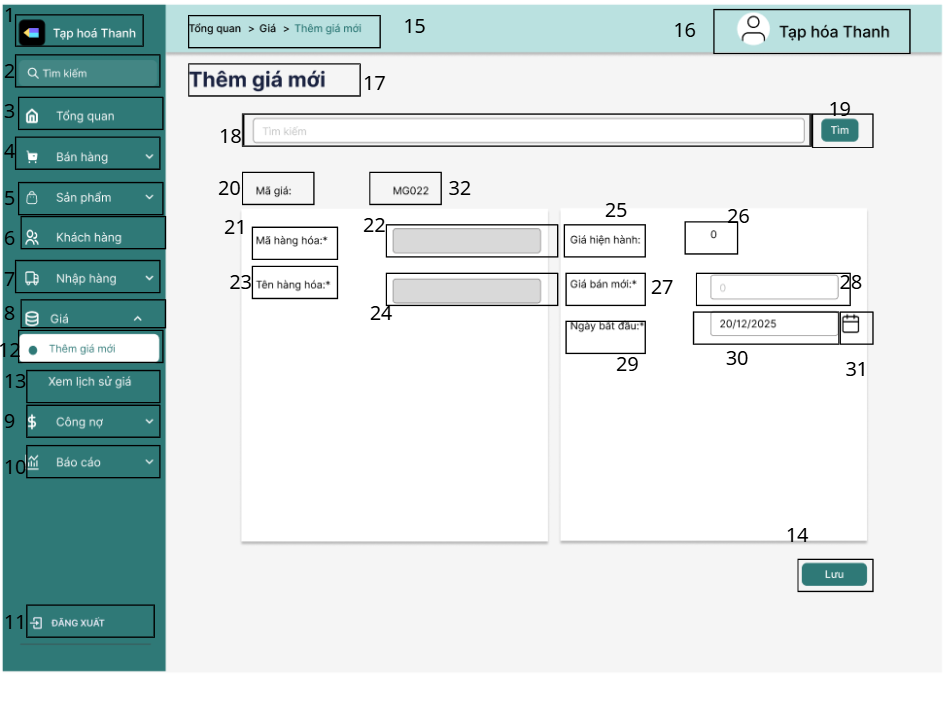 1
Tạp hoá Thanh
2
Tìm kiếm
3
Tổng quan
4
Bán hàng
5
Sản phẩm
6
Khách hàng
7
Nhập hàng
8
Giá
12
Thêm giá mới
13
Xem lịch sử giá
9
$ Công nợ
10
Báo cáo
11
ĐĂNG XUẤT
Tổng quan > Giá > Thêm giá mới
15
16
Tạp hóa Thanh
Thêm giá mới
17
18
Tìm kiếm
19
Tìm
20
Mã giá:
MG022
32
21
Mã hàng hóa:*
22
23
Tên hàng hóa:*
24
25
Giá hiện hành:
26
0
Giá bán mới:*
27
0
28
Ngày bắt đầu:*
29
20/12/2025
30
31
14
Lưu